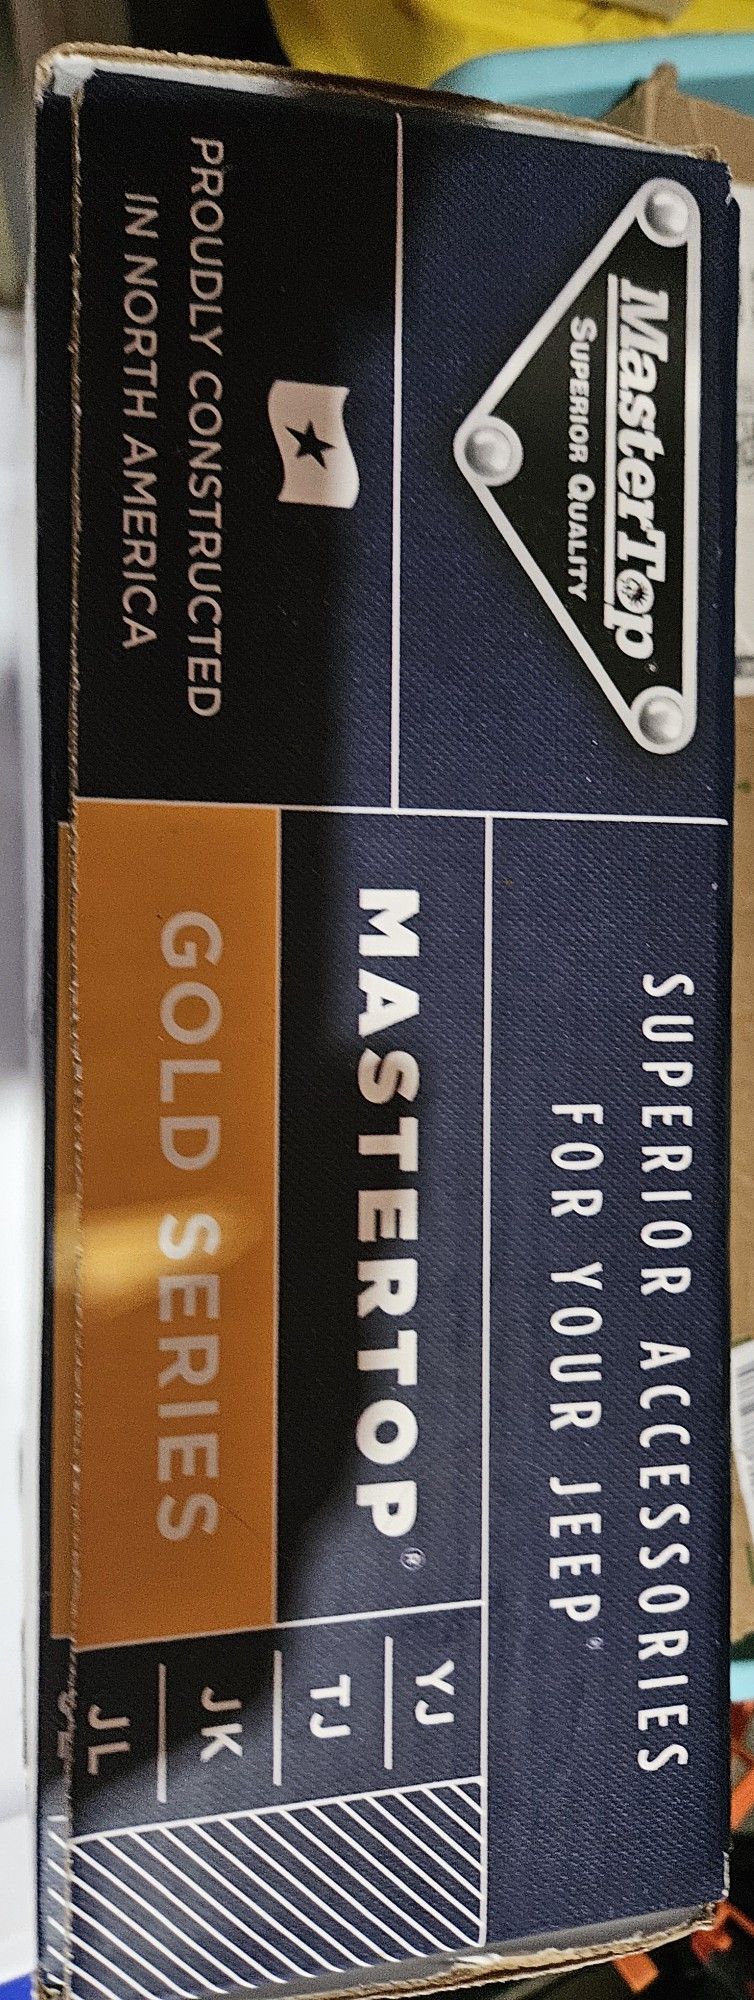 MasterTop
SUPERIOR QUALITY
SUPERIOR ACCESSORIES
FOR YOUR JEEP®
PROUDLY CONSTRUCTED
IN NORTH AMERICA
MASTERTOP®
GOLD SERIES
YJ
TJ
JK
JL